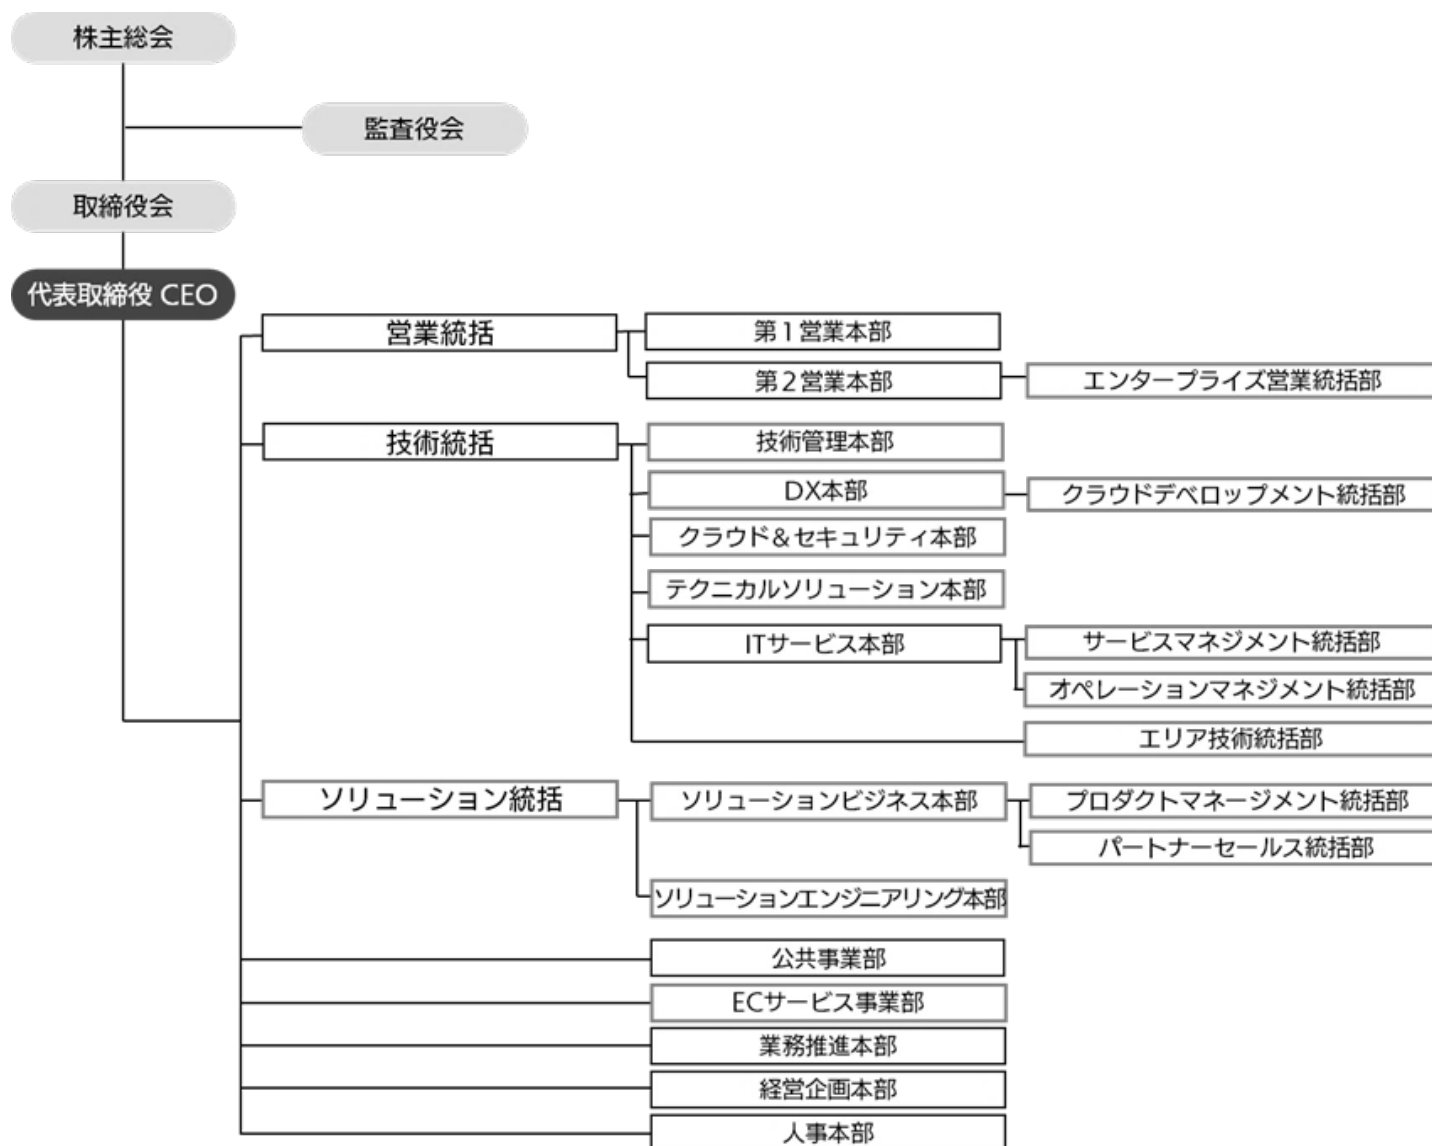 株主総会
監査役会
取締役会
代表取締役 CEO
営業統括
第1営業本部
第2営業本部
エンタープライズ営業統括部
技術統括
技術管理本部
DX本部
クラウドデベロップメント統括部
クラウド&セキュリティ本部
テクニカルソリューション本部
ITサービス本部
サービスマネジメント統括部
オペレーションマネジメント統括部
エリア技術統括部
ソリューション統括
ソリューションビジネス本部
プロダクトマネージメント統括部
パートナーセールス統括部
ソリューションエンジニアリング本部
公共事業部
ECサービス事業部
業務推進本部
経営企画本部
人事本部